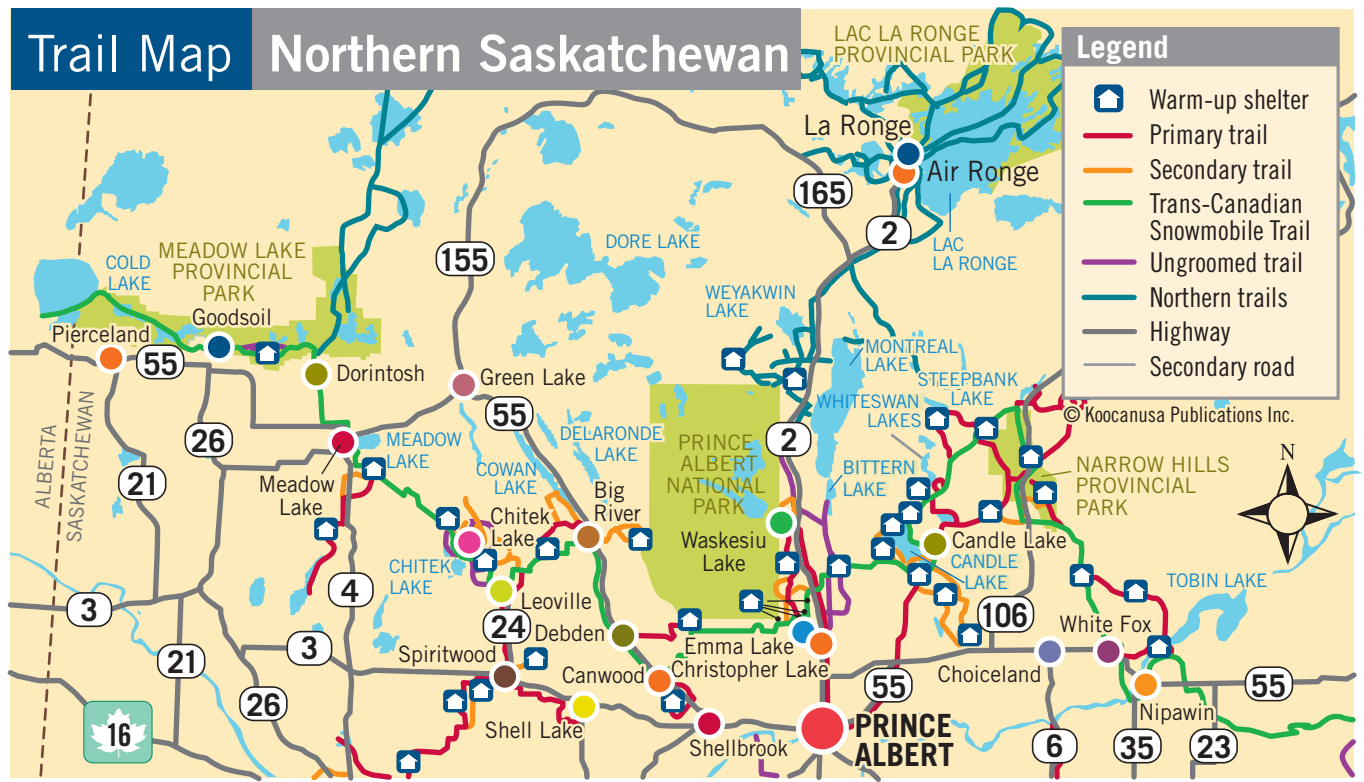 Trail Map
Northern Saskatchewan
LAC LA RONGE
PROVINCIAL PARK
Legend
Warm-up shelter
Primary trail
Secondary trail
Trans-Canadian
Snowmobile Trail
Ungroomed trail
Northern trails
Highway
Secondary road
© Koocanusa Publications Inc.
La Ronge
Air Ronge
165
2
LAC
LA RONGE
155
DORE LAKE
MEADOW LAKE
PROVINCIAL
PARK
COLD
LAKE
Goodsoil
Pierceland
55
Dorintosh
Green Lake
55
WEYAKWIN
LAKE
MONTREAL
LAKE
STEEPBANK
LAKE
WHITESWAN
LAKES
ALBERTA
SASKATCHEWAN
26
21
MEADOW
LAKE
Meadow
Lake
COWAN
LAKE
DELARONDE
LAKE
Big
River
Chitek
Lake
CHITEK
LAKE
PRINCE
ALBERT
NATIONAL
PARK
2
BITTERN
LAKE
Waskesiu
Lake
NARROW HILLS
PROVINCIAL
PARK
N
Candle Lake
CANDLE
LAKE
TOBIN LAKE
3
4
Leoville
24
Debden
Emma Lake
Christopher Lake
106
White Fox
Choiceland
3
21
26
Spiritwood
Canwood
55
55
Nipawin
16
Shell Lake
Shellbrook
PRINCE
ALBERT
6
35
23